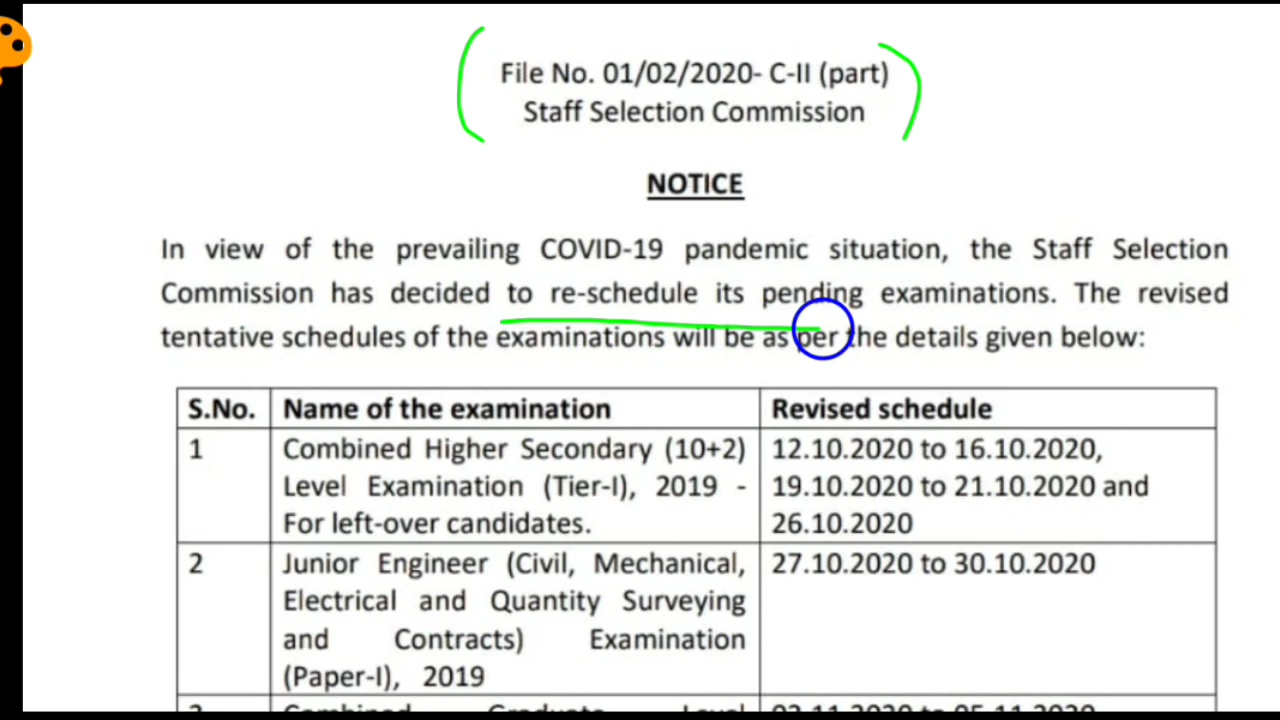 File No. 01/02/2020- C-II (part)
Staff Selection Commission
NOTICE
In view of the prevailing COVID-19 pandemic situation, the Staff Selection
Commission has decided to re-schedule its pending examinations. The revised
tentative schedules of the examinations will be as per the details given below:
S.No. Name of the examination Revised schedule
1 Combined Higher Secondary (10+2) 12.10.2020 to 16.10.2020,
Level Examination (Tier-I), 2019 - 19.10.2020 to 21.10.2020 and
For left-over candidates. 26.10.2020
2 Junior Engineer (Civil, Mechanical, 27.10.2020 to 30.10.2020
Electrical and Quantity Surveying
and Contracts) Examination
(Paper-I), 2019
Combined Graduate Level